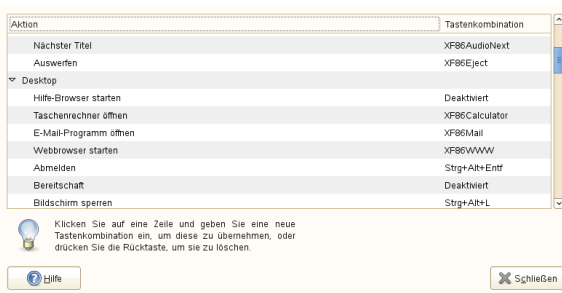 Aktion Tastenkombination
Nächster Titel XF86AudioNext
Auswerfen XF86Eject
Desktop
Hilfe-Browser starten Deaktiviert
Taschenrechner öffnen XF86Calculator
E-Mail-Programm öffnen XF86Mail
Webbrowser starten XF86WWW
Abmelden Strg+Alt+Entf
Bereitschaft Deaktiviert
Bildschirm sperren Strg+Alt+L
Klicken Sie auf eine Zeile und geben Sie eine neue
Tastenkombination ein, um diese zu übernehmen, oder
drücken Sie die Rücktaste, um sie zu löschen.
Hilfe Schließen